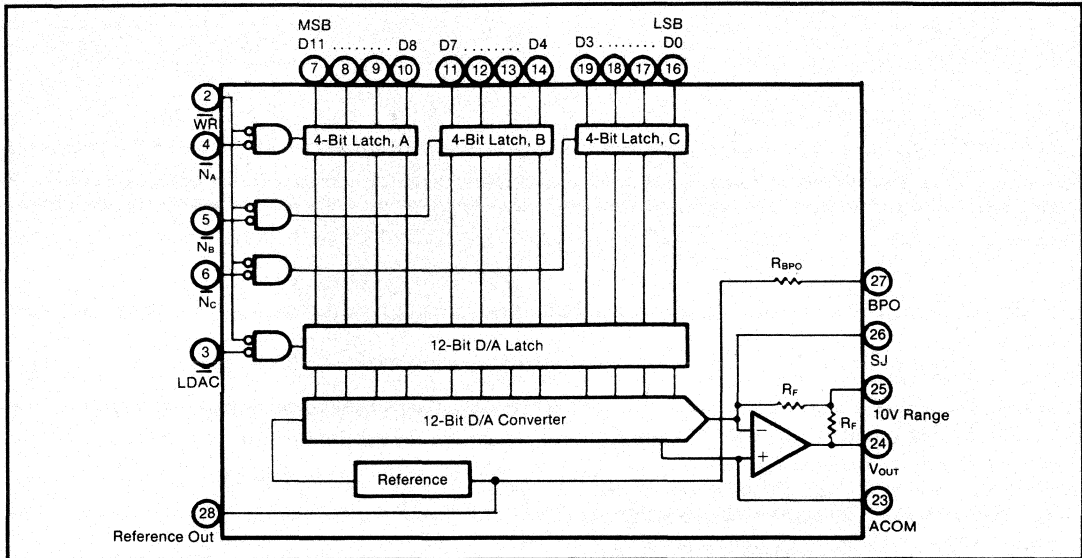 MSB LSB
D11 ........ D8 D7 ........ D4 D3 ........ D0
7 8 9 10 11 12 13 14 19 18 17 16
2
WR
4-Bit Latch, A 4-Bit Latch, B 4-Bit Latch, C
4
NA
5
NB
6
NC
RBPO
27
BPO
26
SJ
3
LDAC
12-Bit D/A Latch
RF
25
10V Range
12-Bit D/A Converter
RF
−
+
24
VOUT
Reference
23
ACOM
28
Reference Out